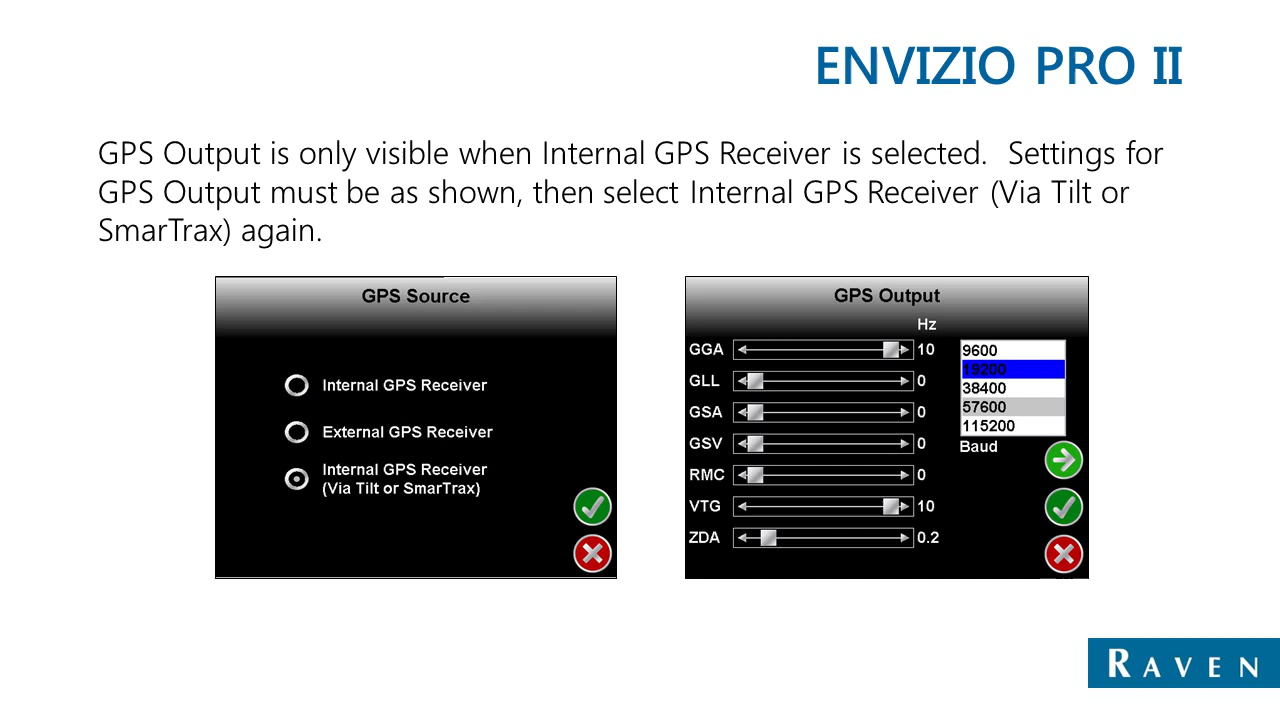 ENVIZIO PRO II
GPS Output is only visible when Internal GPS Receiver is selected.  Settings for
GPS Output must be as shown, then select Internal GPS Receiver (Via Tilt or
SmarTrax) again.
GPS Source
Internal GPS Receiver
External GPS Receiver
Internal GPS Receiver
(Via Tilt or SmarTrax)
GPS Output
Hz
GGA 10
GLL 0
GSA 0
GSV 0
RMC 0
VTG 10
ZDA 0.2
9600
19200
38400
57600
115200
Baud
RAVEN